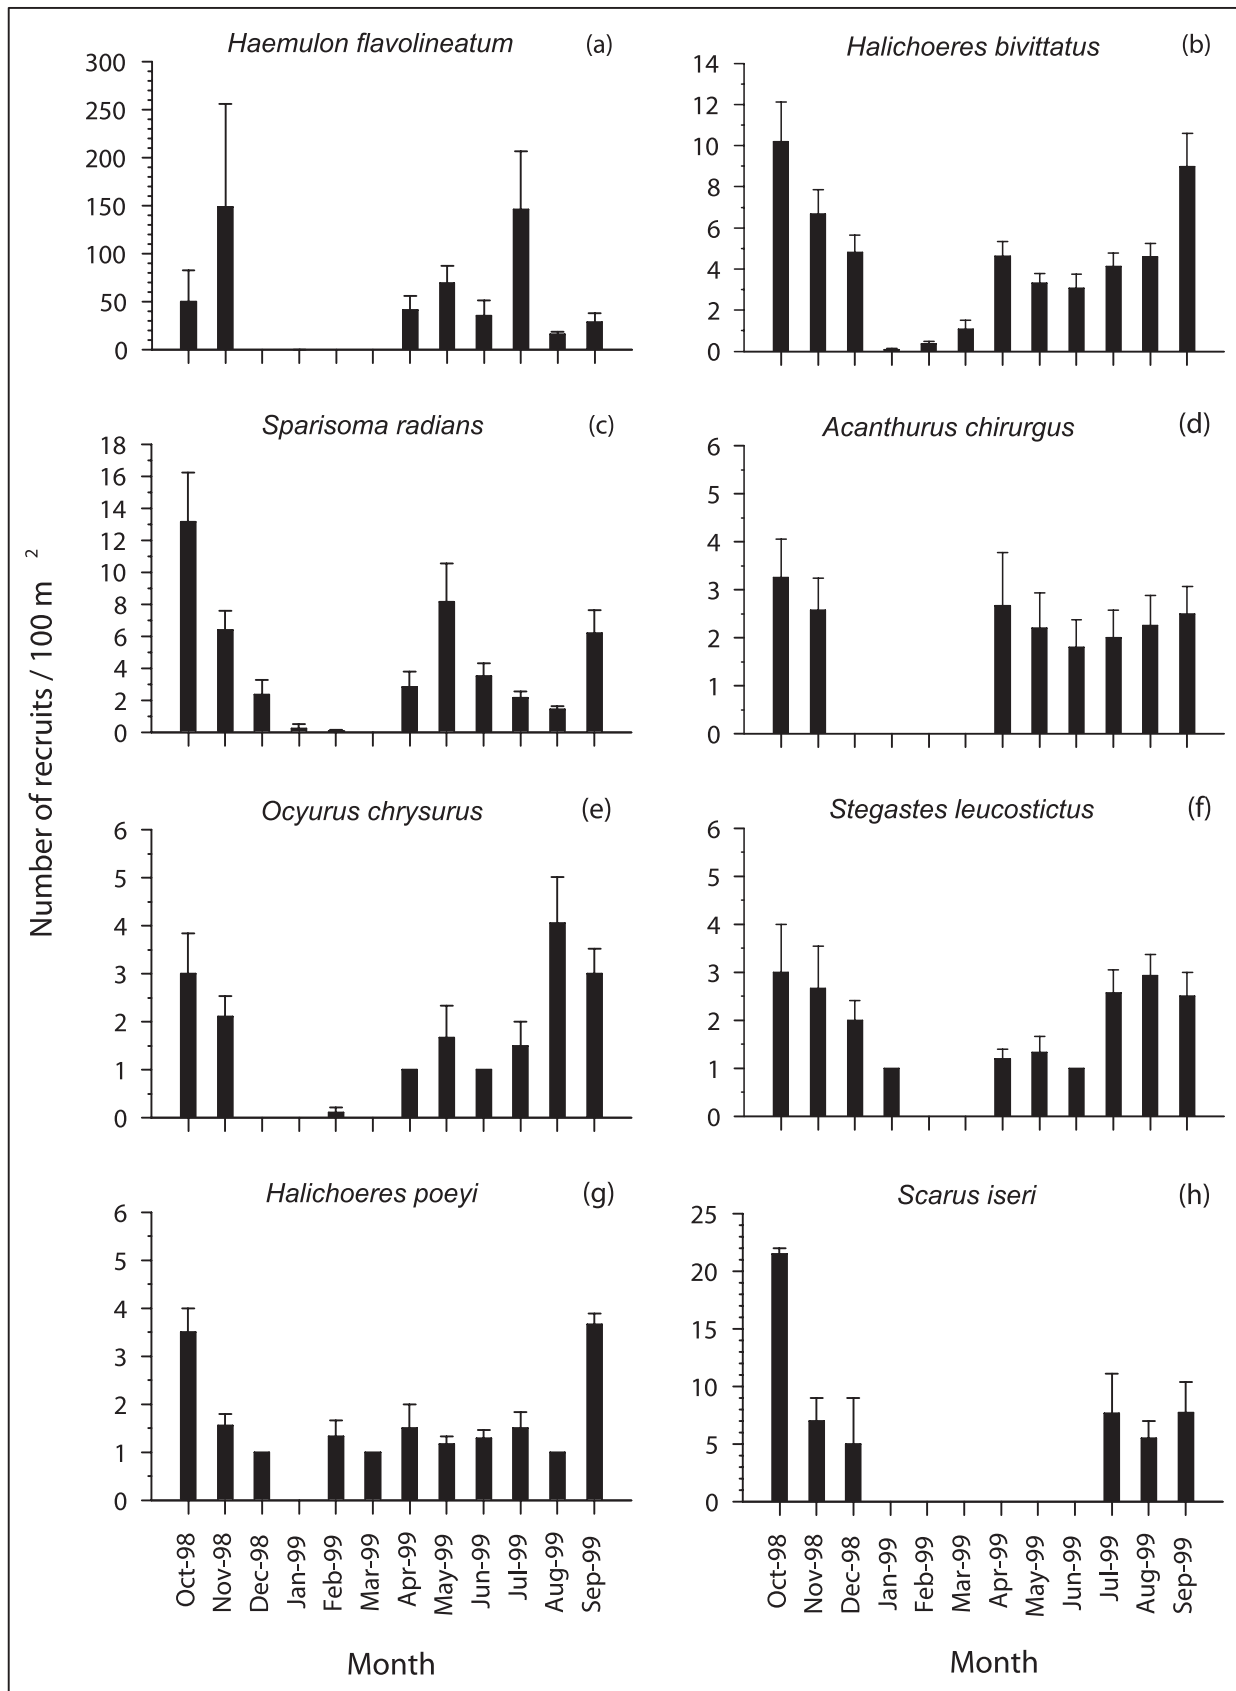 Haemulon flavolineatum (a)
300
250
200
150
100
50
0
Halichoeres bivittatus (b)
14
12
10
8
6
4
2
0
Sparisoma radians (c)
18
16
14
12
10
8
6
4
2
0
Acanthurus chirurgus (d)
6
5
4
3
2
1
0
Number of recruits / 100 m 2
Ocyurus chrysurus (e)
6
5
4
3
2
1
0
Stegastes leucostictus (f)
6
5
4
3
2
1
0
Halichoeres poeyi (g)
6
5
4
3
2
1
0
Oct-98
Nov-98
Dec-98
Jan-99
Feb-99
Mar-99
Apr-99
May-99
Jun-99
Jul-99
Aug-99
Sep-99
Month
Scarus iseri (h)
25
20
15
10
5
0
Oct-98
Nov-98
Dec-98
Jan-99
Feb-99
Mar-99
Apr-99
May-99
Jun-99
Jul-99
Aug-99
Sep-99
Month